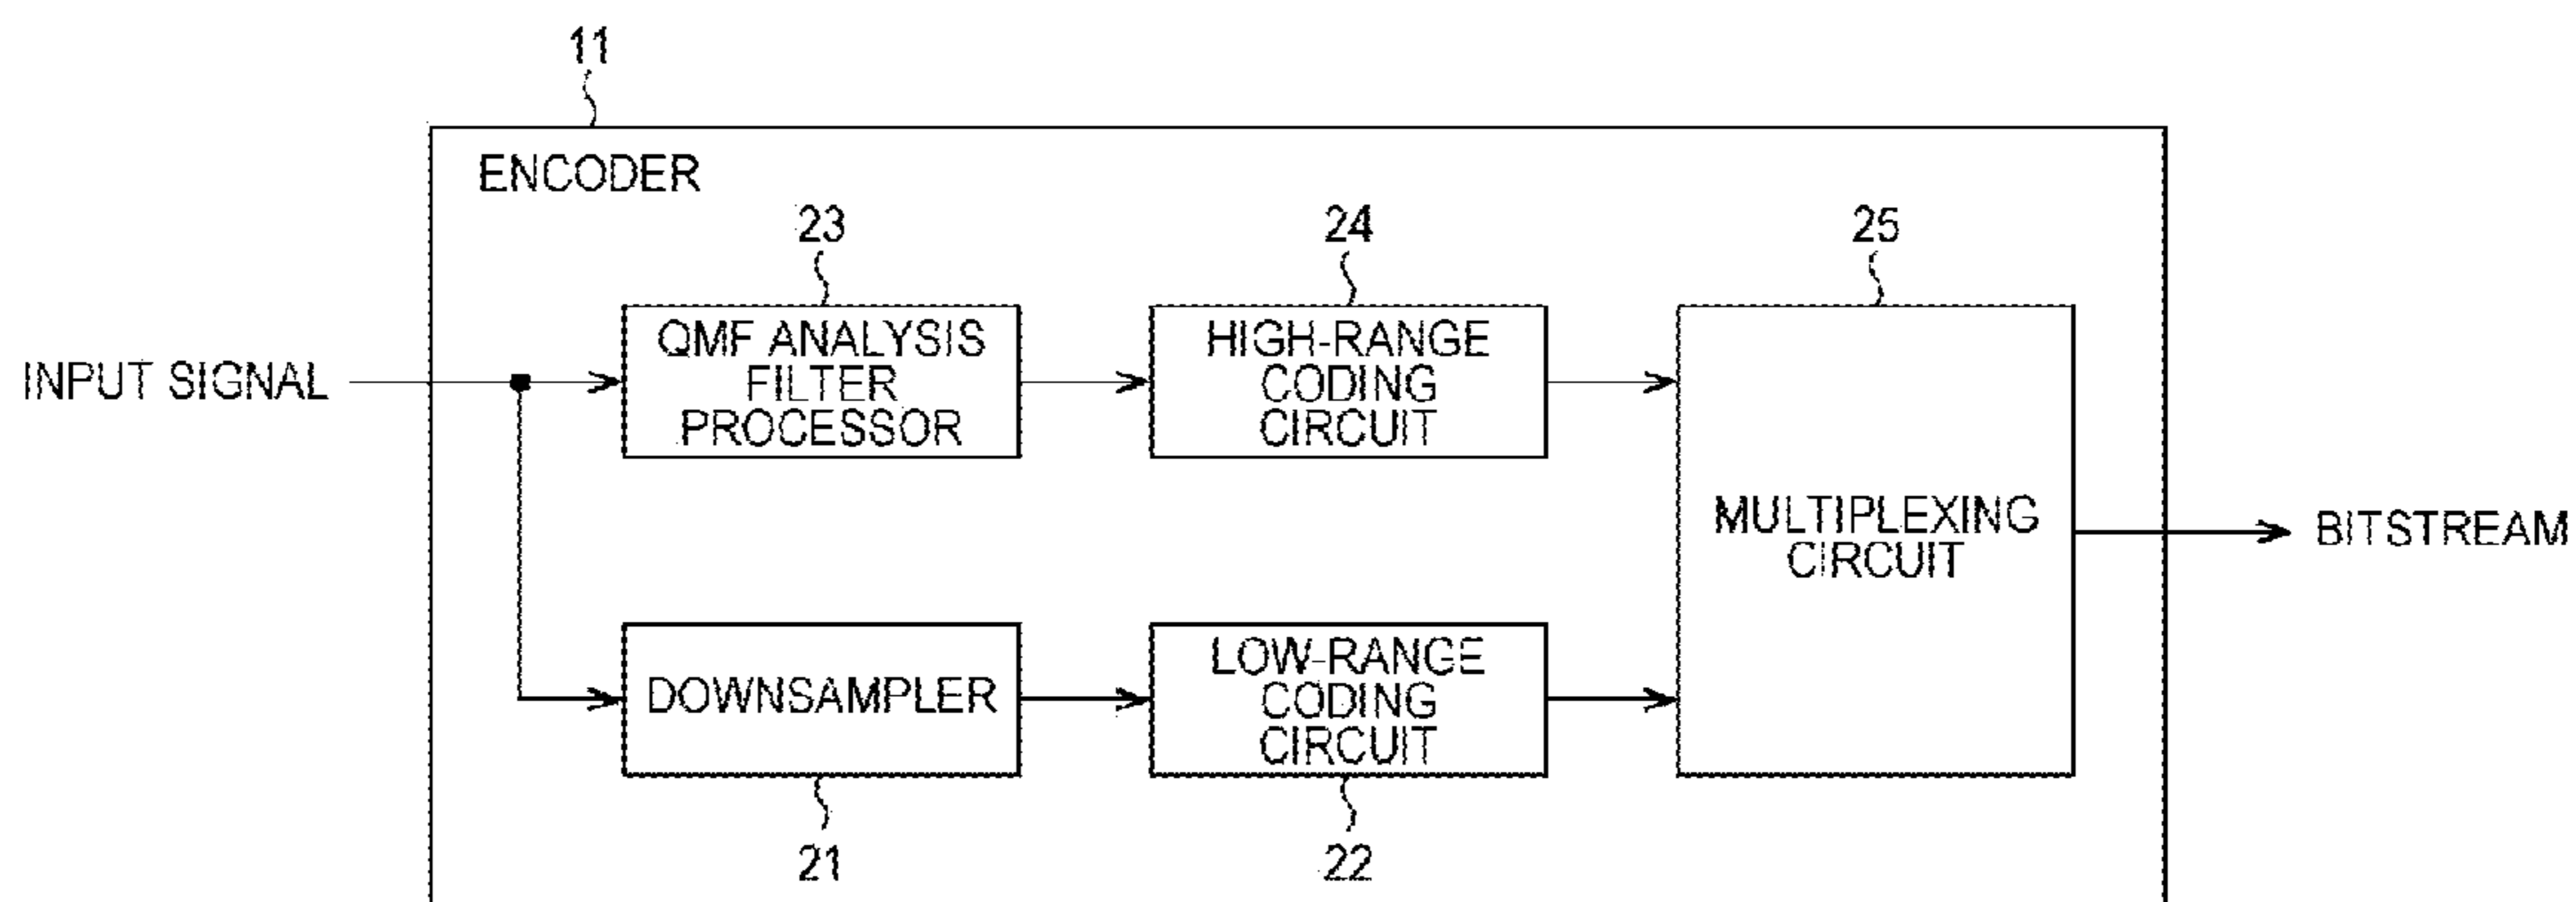 11
ENCODER
23
24
25
QMF ANALYSIS
FILTER
PROCESSOR
HIGH-RANGE
CODING
CIRCUIT
INPUT SIGNAL
MULTIPLEXING
CIRCUIT
BITSTREAM
DOWNSAMPLER
LOW-RANGE
CODING
CIRCUIT
21
22